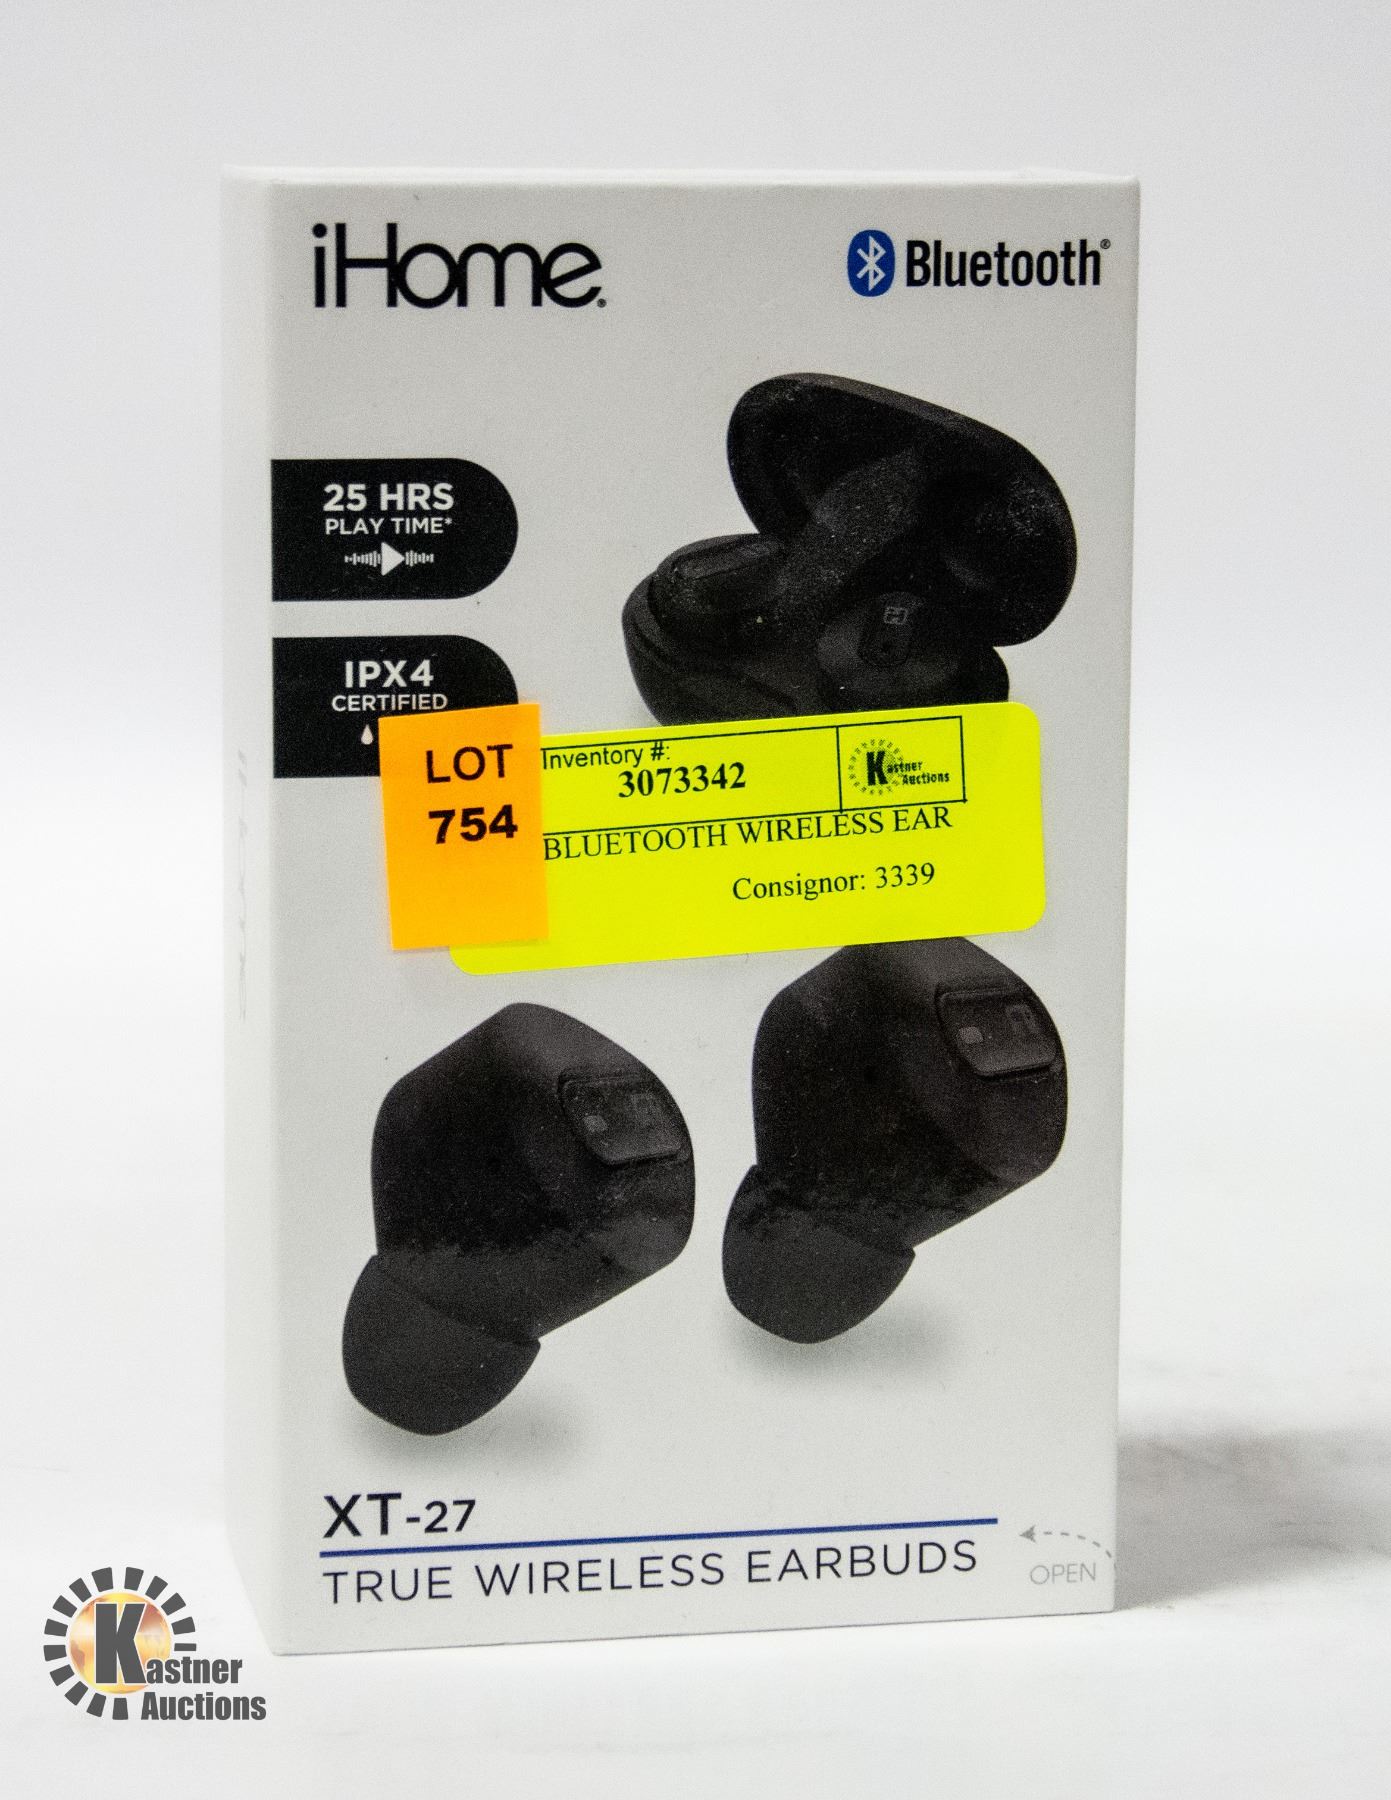 iHome.
Bluetooth®
25 HRS
PLAY TIME*
IPX4
CERTIFIED
LOT
754
Inventory #:
3073342
Kastner
Auctions
BLUETOOTH WIRELESS EAR
Consignor: 3339
XT-27
TRUE WIRELESS EARBUDS
OPEN
Kastner
Auctions